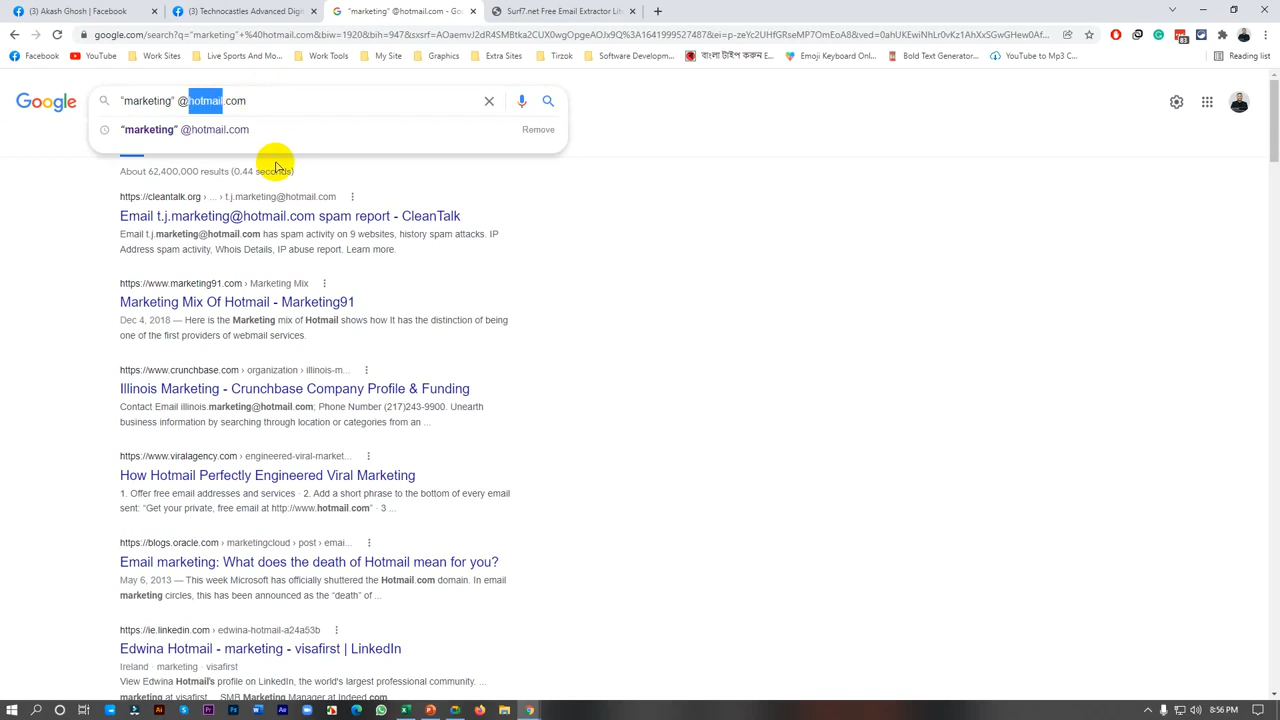 (3) Akash Ghosh | Facebook
(3) Technocastles Advanced Digi
"marketing" @hotmail.com - Go
Surf7.net Free Email Extractor Lite
google.com/search?q="marketing"+%40hotmail.com&biw=1920&bih=947&sxsrf=
Facebook
YouTube
Work Sites
Live Sports And Mo...
Work Tools
My Site
Graphics
Extra Sites
Tirzok
Software Developm...
বাংলা টাইপ করুন E...
Emoji Keyboard Onl...
Bold Text Generator...
YouTube to Mp3 C...
Reading list
Google
"marketing" @hotmail.com
"marketing" @hotmail.com
Remove
About 62,400,000 results (0.44 seconds)
https://cleantalk.org › ... › t.j.marketing@hotmail.com
Email t.j.marketing@hotmail.com spam report - CleanTalk
Email t.j.marketing@hotmail.com has spam activity on 9 websites, history spam attacks. IP
Address spam activity, Whois Details, IP abuse report. Learn more.
https://www.marketing91.com › Marketing Mix
Marketing Mix Of Hotmail - Marketing91
Dec 4, 2018 — Here is the Marketing mix of Hotmail shows how It has the distinction of being
one of the first providers of webmail services.
https://www.crunchbase.com › organization › illinois-m...
Illinois Marketing - Crunchbase Company Profile & Funding
Contact Email illinois.marketing@hotmail.com; Phone Number (217)243-9900. Unearth
business information by searching through location or categories from an ...
https://www.viralagency.com › engineered-viral-market...
How Hotmail Perfectly Engineered Viral Marketing
1. Offer free email addresses and services · 2. Add a short phrase to the bottom of every email
sent: "Get your private, free email at http://www.hotmail.com" · 3 ...
https://blogs.oracle.com › marketingcloud › post › emai...
Email marketing: What does the death of Hotmail mean for you?
May 6, 2013 — This week Microsoft has officially shuttered the Hotmail.com domain. In email
marketing circles, this has been announced as the "death" of ...
https://ie.linkedin.com › edwina-hotmail-a24a53b
Edwina Hotmail - marketing - visafirst | LinkedIn
Ireland · marketing · visafirst
View Edwina Hotmail's profile on LinkedIn, the world's largest professional community. ...
marketing at visafirst ... SMB Marketing Manager at Indeed.com
8:56 PM